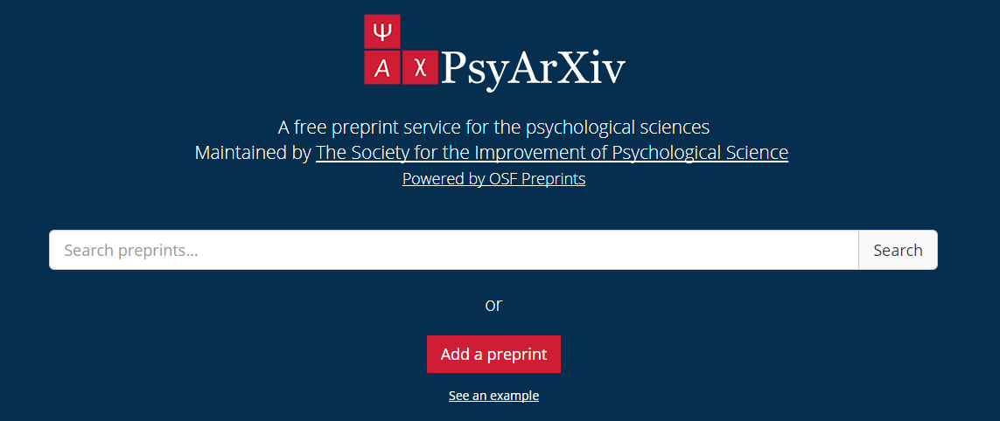 Ψ
A χ PsyArXiv
A free preprint service for the psychological sciences
Maintained by The Society for the Improvement of Psychological Science
Powered by OSF Preprints
Search preprints... Search
or
Add a preprint
See an example